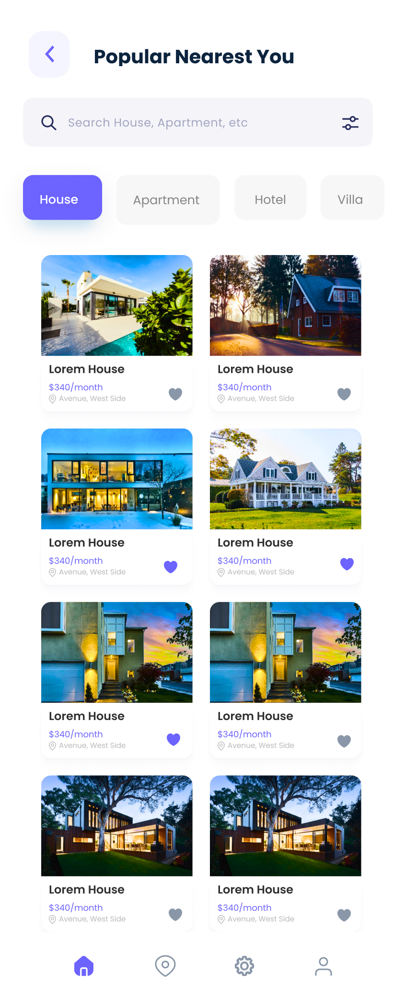 Popular Nearest You
Search House, Apartment, etc
House
Apartment
Hotel
Villa
Lorem House
$340/month
Avenue, West Side
Lorem House
$340/month
Avenue, West Side
Lorem House
$340/month
Avenue, West Side
Lorem House
$340/month
Avenue, West Side
Lorem House
$340/month
Avenue, West Side
Lorem House
$340/month
Avenue, West Side
Lorem House
$340/month
Avenue, West Side
Lorem House
$340/month
Avenue, West Side